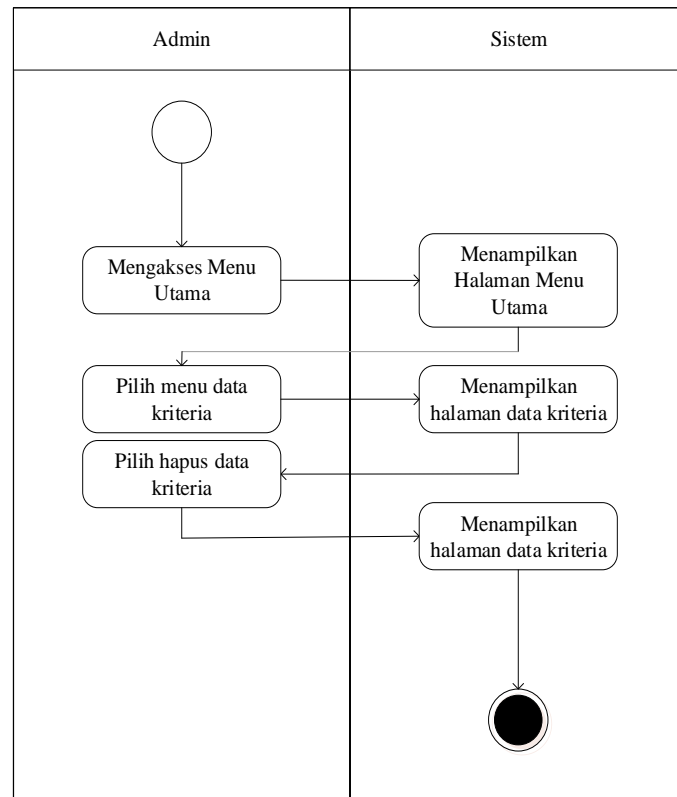 Admin
Sistem
Mengakses Menu
Utama
Menampilkan
Halaman Menu
Utama
Pilih menu data
kriteria
Menampilkan
halaman data kriteria
Pilih hapus data
kriteria
Menampilkan
halaman data kriteria